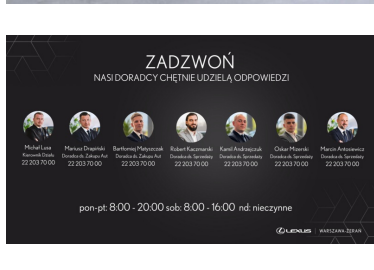 ZADZWOŃ
NASI DORADCY CHĘTNIE UDZIELĄ ODPOWIEDZI
Michał Lusa
Kierownik Działu
22 203 70 00
Mariusz Drapiński
Doradca ds. Zakupu Aut
22 203 70 00
Bartłomiej Matyszczak
Doradca ds. Zakupu Aut
22 203 70 00
Robert Kaczmarski
Doradca ds. Sprzedaży
22 203 70 00
Kamil Andrzejczuk
Doradca ds. Sprzedaży
22 203 70 00
Oskar Mizerski
Doradca ds. Sprzedaży
22 203 70 00
Marcin Antosiewicz
Doradca ds. Sprzedaży
22 203 70 00
pon-pt: 8:00 - 20:00 sob: 8:00 - 16:00 nd: nieczynne
LEXUS | WARSZAWA-ŻERAŃ